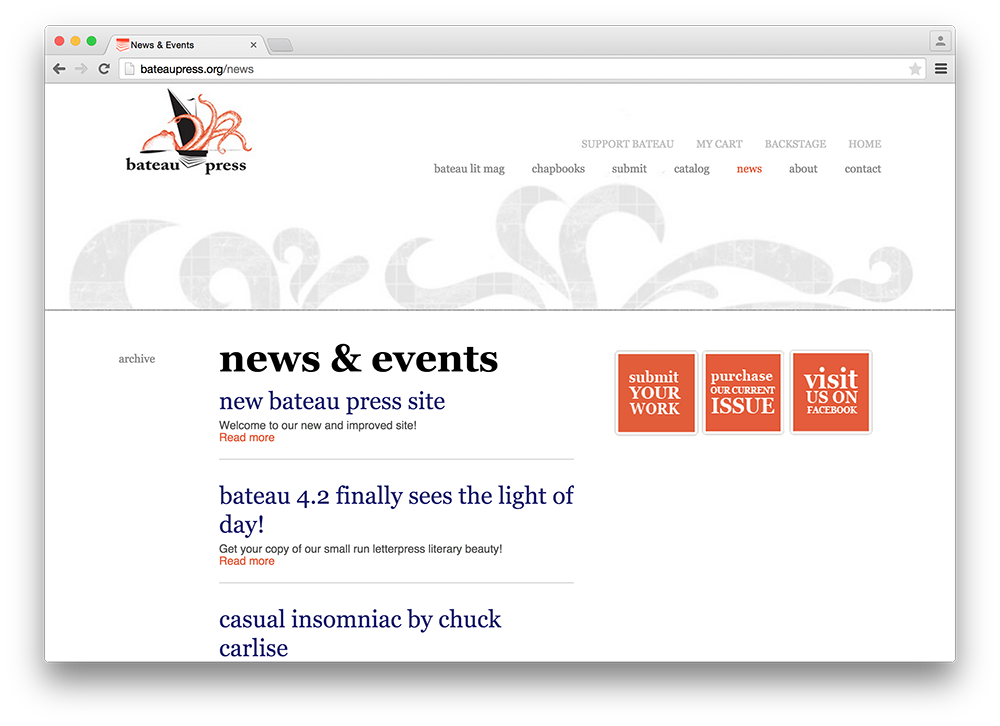 News & Events
bateaupress.org/news
bateau press
SUPPORT BATEAU MY CART BACKSTAGE HOME
bateau lit mag chapbooks submit catalog news about contact
archive
news & events
new bateau press site
Welcome to our new and improved site!
Read more
bateau 4.2 finally sees the light of
day!
Get your copy of our small run letterpress literary beauty!
Read more
casual insomniac by chuck
carlise
submit
YOUR
WORK
purchase
OUR CURRENT
ISSUE
visit
US ON
FACEBOOK